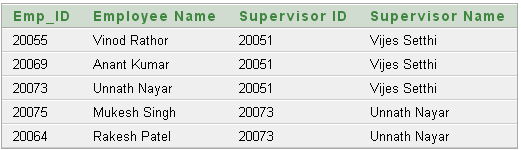 Emp_ID Employee Name Supervisor ID Supervisor Name
20055 Vinod Rathor 20051 Vijes Setthi
20069 Anant Kumar 20051 Vijes Setthi
20073 Unnath Nayar 20051 Vijes Setthi
20075 Mukesh Singh 20073 Unnath Nayar
20064 Rakesh Patel 20073 Unnath Nayar